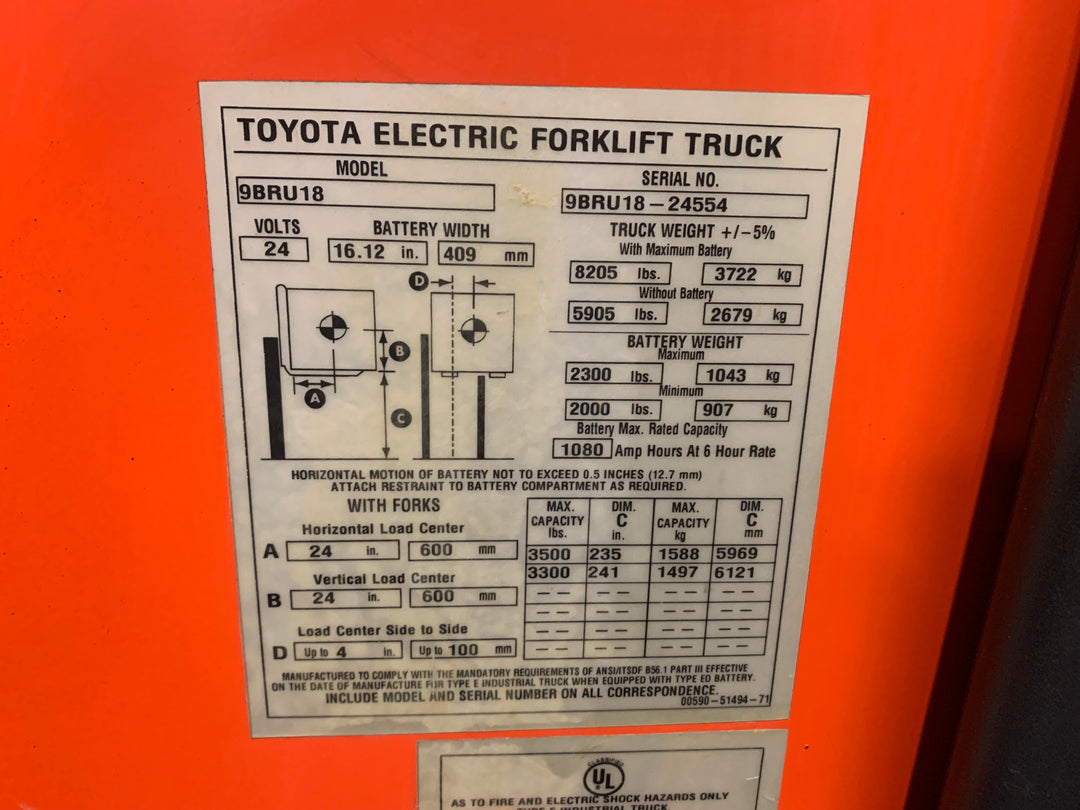 TOYOTA ELECTRIC FORKLIFT TRUCK
MODEL
9BRU18
SERIAL NO.
9BRU18-24554
VOLTS
24
BATTERY WIDTH
16.12 in. 409 mm
TRUCK WEIGHT +/-5%
With Maximum Battery
8205 lbs. 3722 kg
Without Battery
5905 lbs. 2679 kg
BATTERY WEIGHT
Maximum
2300 lbs. 1043 kg
Minimum
2000 lbs. 907 kg
Battery Max. Rated Capacity
1080 Amp Hours At 6 Hour Rate
D
B
A
C
HORIZONTAL MOTION OF BATTERY NOT TO EXCEED 0.5 INCHES (12.7 mm)
ATTACH RESTRAINT TO BATTERY COMPARTMENT AS REQUIRED.
WITH FORKS
Horizontal Load Center
A 24 in. 600 mm
Vertical Load Center
B 24 in. 600 mm
Load Center Side to Side
D Up to 4 in. Up to 100 mm
MAX. CAPACITY lbs. DIM. C in. MAX. CAPACITY kg DIM. C mm
3500 235 1588 5969
3300 241 1497 6121
-- -- -- --
-- -- -- --
-- -- -- --
-- -- -- --
MANUFACTURED TO COMPLY WITH THE MANDATORY REQUIREMENTS OF ANSI/ITSDF B56.1 PART III EFFECTIVE
ON THE DATE OF MANUFACTURE FOR TYPE E INDUSTRIAL TRUCK WHEN EQUIPPED WITH TYPE EO BATTERY.
INCLUDE MODEL AND SERIAL NUMBER ON ALL CORRESPONDENCE.
00590-51494-71
CLASSIFIED
UL
AS TO FIRE AND ELECTRIC SHOCK HAZARDS ONLY
TYPE E INDUSTRIAL TRUCK